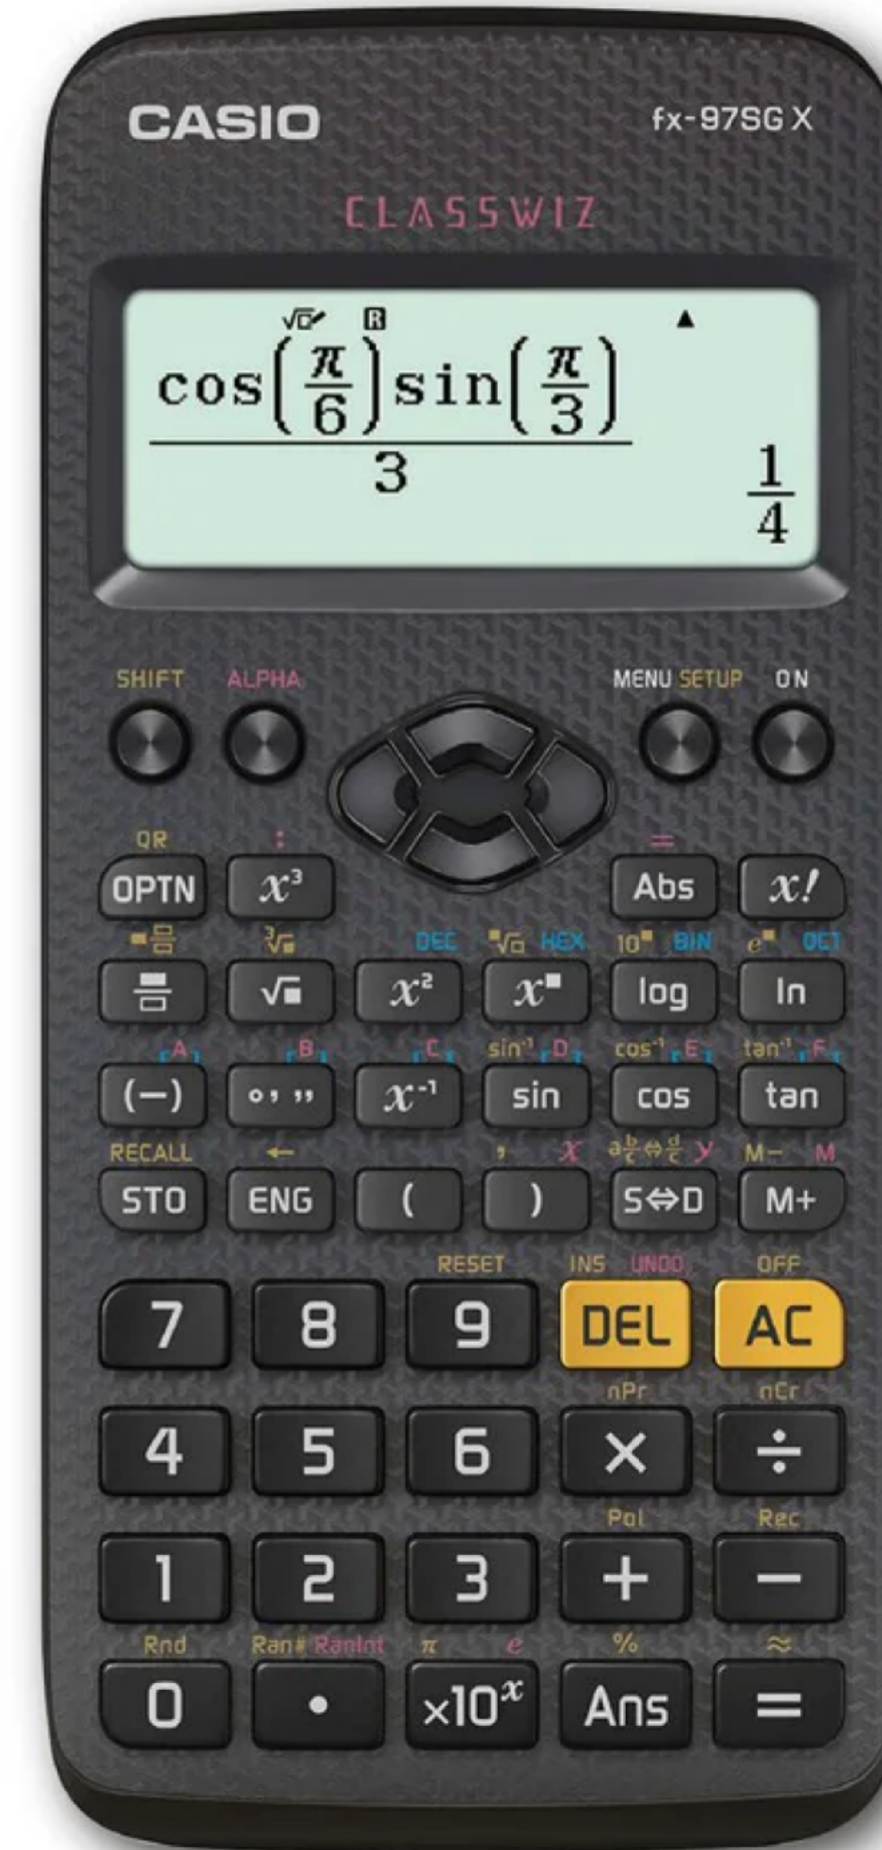 CASIO fx-97SG X
CLASSWIZ
√□ R ▲
cos(π/6)sin(π/3)
3
1/4
SHIFT ALPHA MENU SETUP ON
QR : =
OPTN x³ Abs x!
■□/□ ³√■ DEC ■√□ HEX 10■ BIN e■ OCT
■/□ √■ x² x■ log ln
A B C sin⁻¹ D cos⁻¹ E tan⁻¹ F
(−) ° ’ ” x⁻¹ sin cos tan
RECALL ← , x a b/c⇔d/c y M− M
STO ENG ( ) S⇔D M+
RESET INS UNDO OFF
7 8 9 DEL AC
nPr nCr
4 5 6 × ÷
Pol Rec
1 2 3 + −
Rnd Ran# RanInt π e % ≈
0 • ×10ˣ Ans =